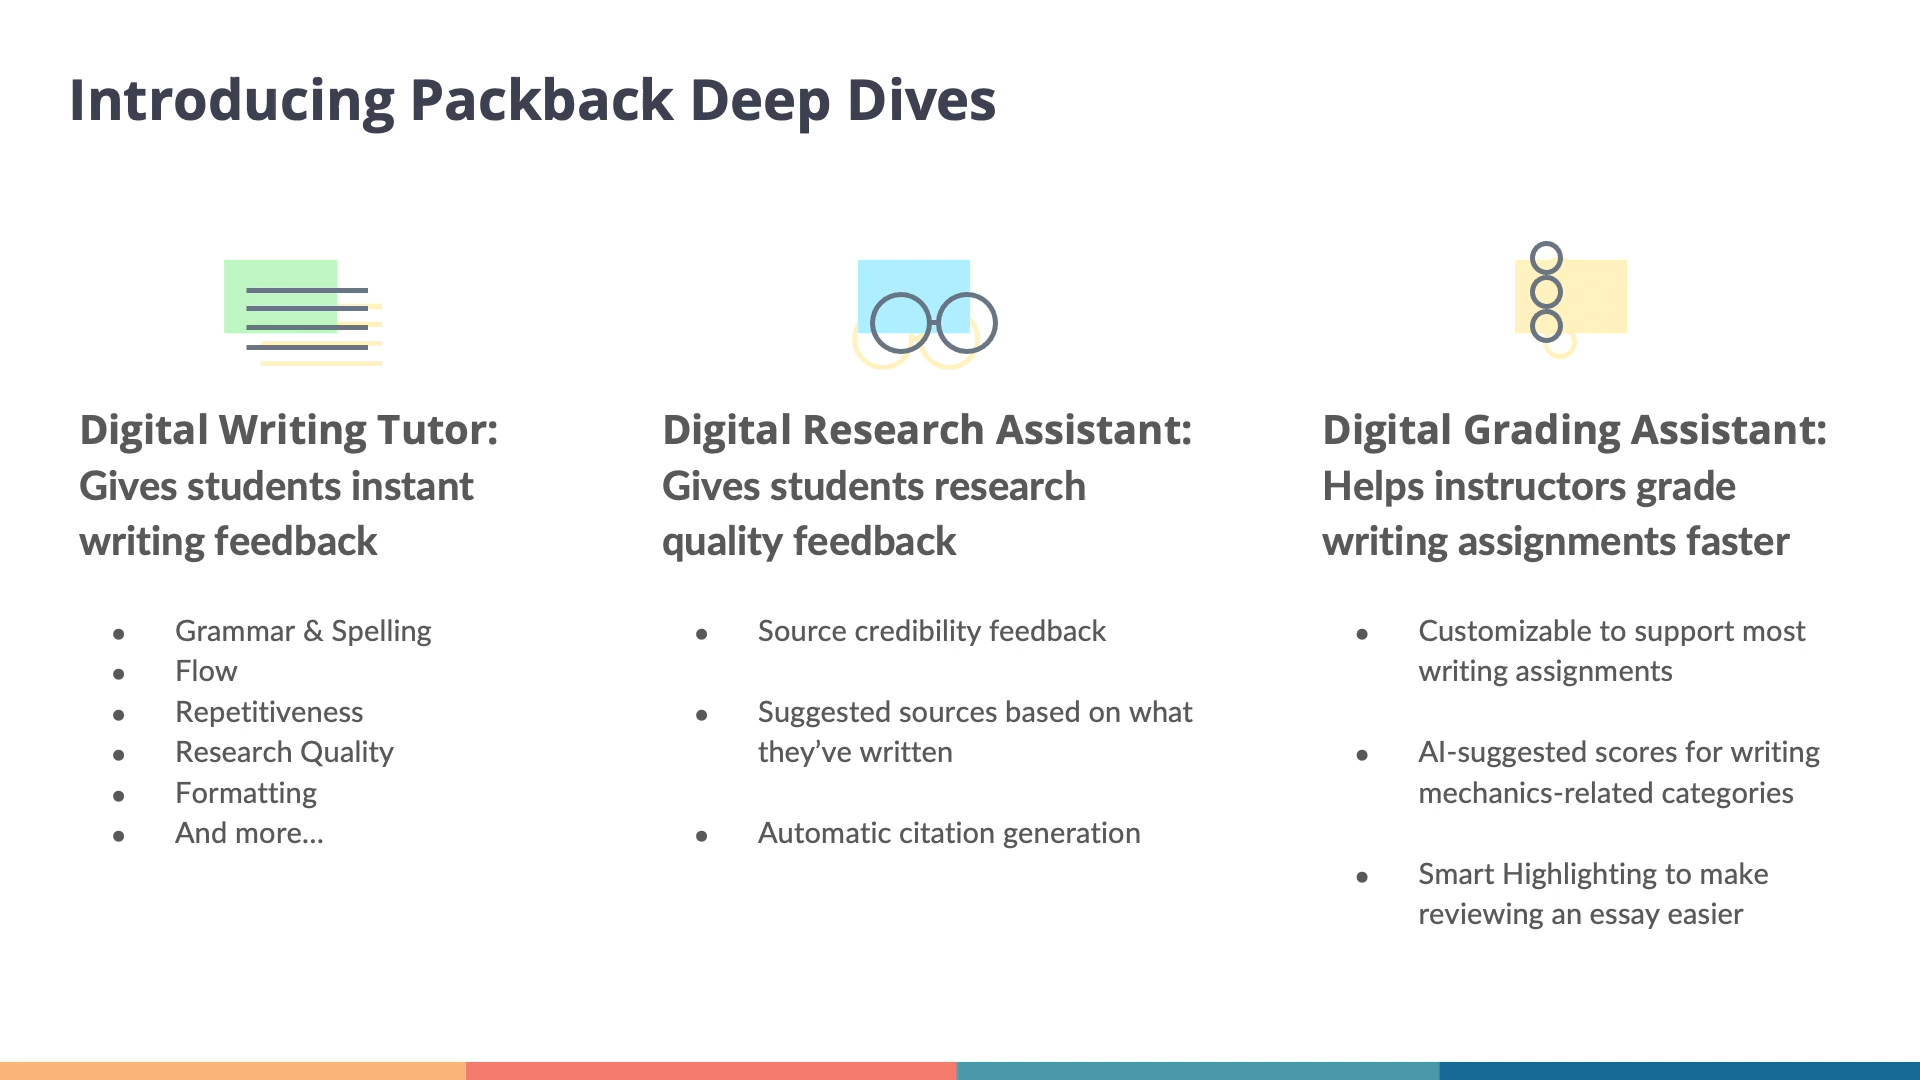 Introducing Packback Deep Dives
Digital Writing Tutor:
Gives students instant
writing feedback
● Grammar & Spelling
● Flow
● Repetitiveness
● Research Quality
● Formatting
● And more...
Digital Research Assistant:
Gives students research
quality feedback
● Source credibility feedback
● Suggested sources based on what
they’ve written
● Automatic citation generation
Digital Grading Assistant:
Helps instructors grade
writing assignments faster
● Customizable to support most
writing assignments
● AI-suggested scores for writing
mechanics-related categories
● Smart Highlighting to make
reviewing an essay easier